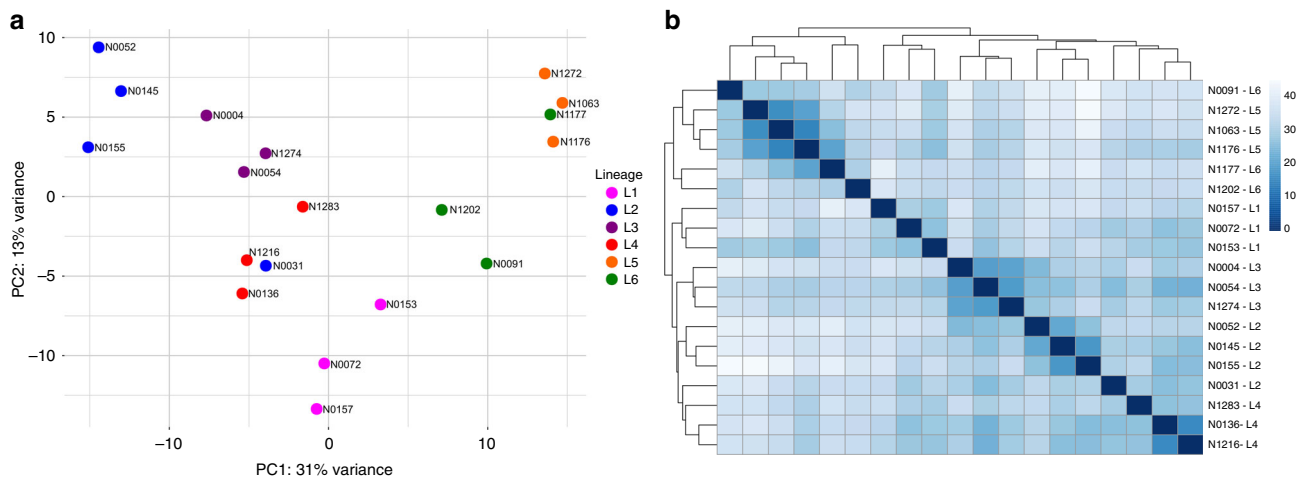 a
10
5
0
−5
−10
PC2: 13% variance
−10
0
10
PC1: 31% variance
N0052
N0145
N0004
N0155
N1274
N0054
N1283
N1216
N0031
N0136
N0153
N0072
N0157
N1272
N1063
N1177
N1176
N1202
N0091
Lineage
L1
L2
L3
L4
L5
L6
b
N0091 - L6
N1272 - L5
N1063 - L5
N1176 - L5
N1177 - L6
N1202 - L6
N0157 - L1
N0072 - L1
N0153 - L1
N0004 - L3
N0054 - L3
N1274 - L3
N0052 - L2
N0145 - L2
N0155 - L2
N0031 - L2
N1283 - L4
N0136- L4
N1216- L4
40
30
20
10
0